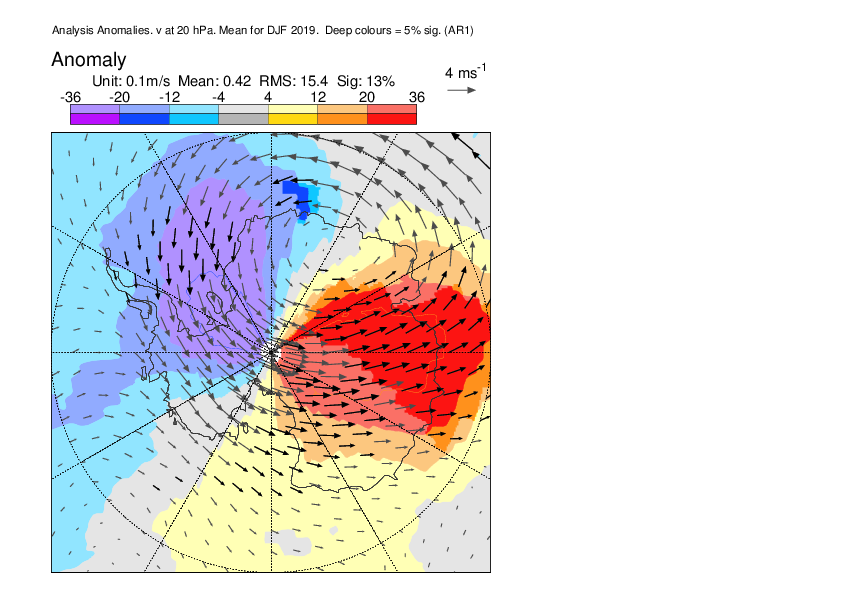 Analysis Anomalies. v at 20 hPa. Mean for DJF 2019.  Deep colours = 5% sig. (AR1)
Anomaly
4 ms-1
Unit: 0.1m/s  Mean: 0.42  RMS: 15.4  Sig: 13%
-36 -20 -12 -4 4 12 20 36